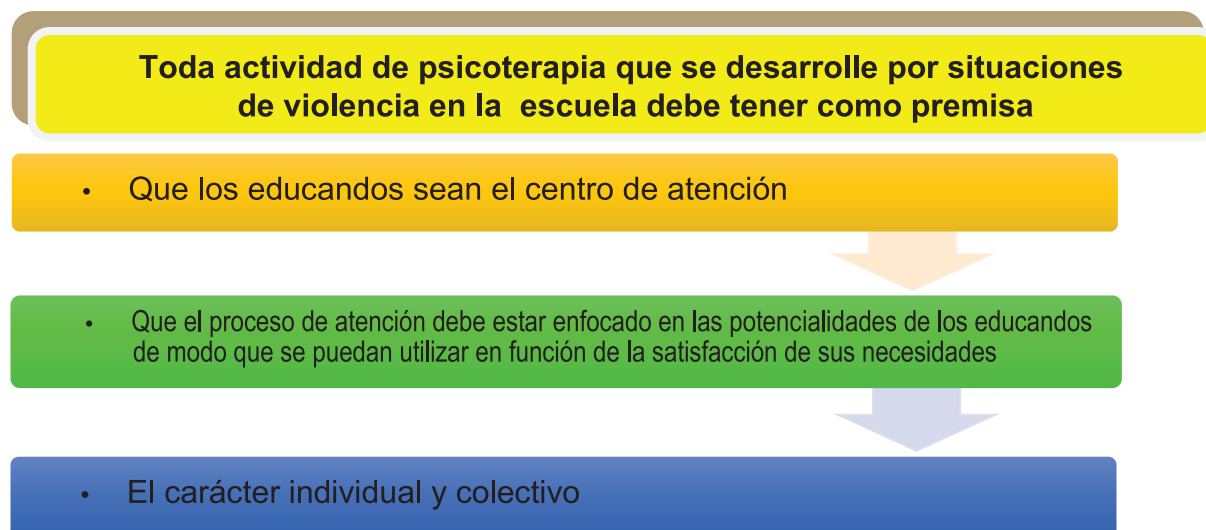 Toda actividad de psicoterapia que se desarrolle por situaciones
de violencia en la escuela debe tener como premisa
• Que los educandos sean el centro de atención
• Que el proceso de atención debe estar enfocado en las potencialidades de los educandos
de modo que se puedan utilizar en función de la satisfacción de sus necesidades
• El carácter individual y colectivo